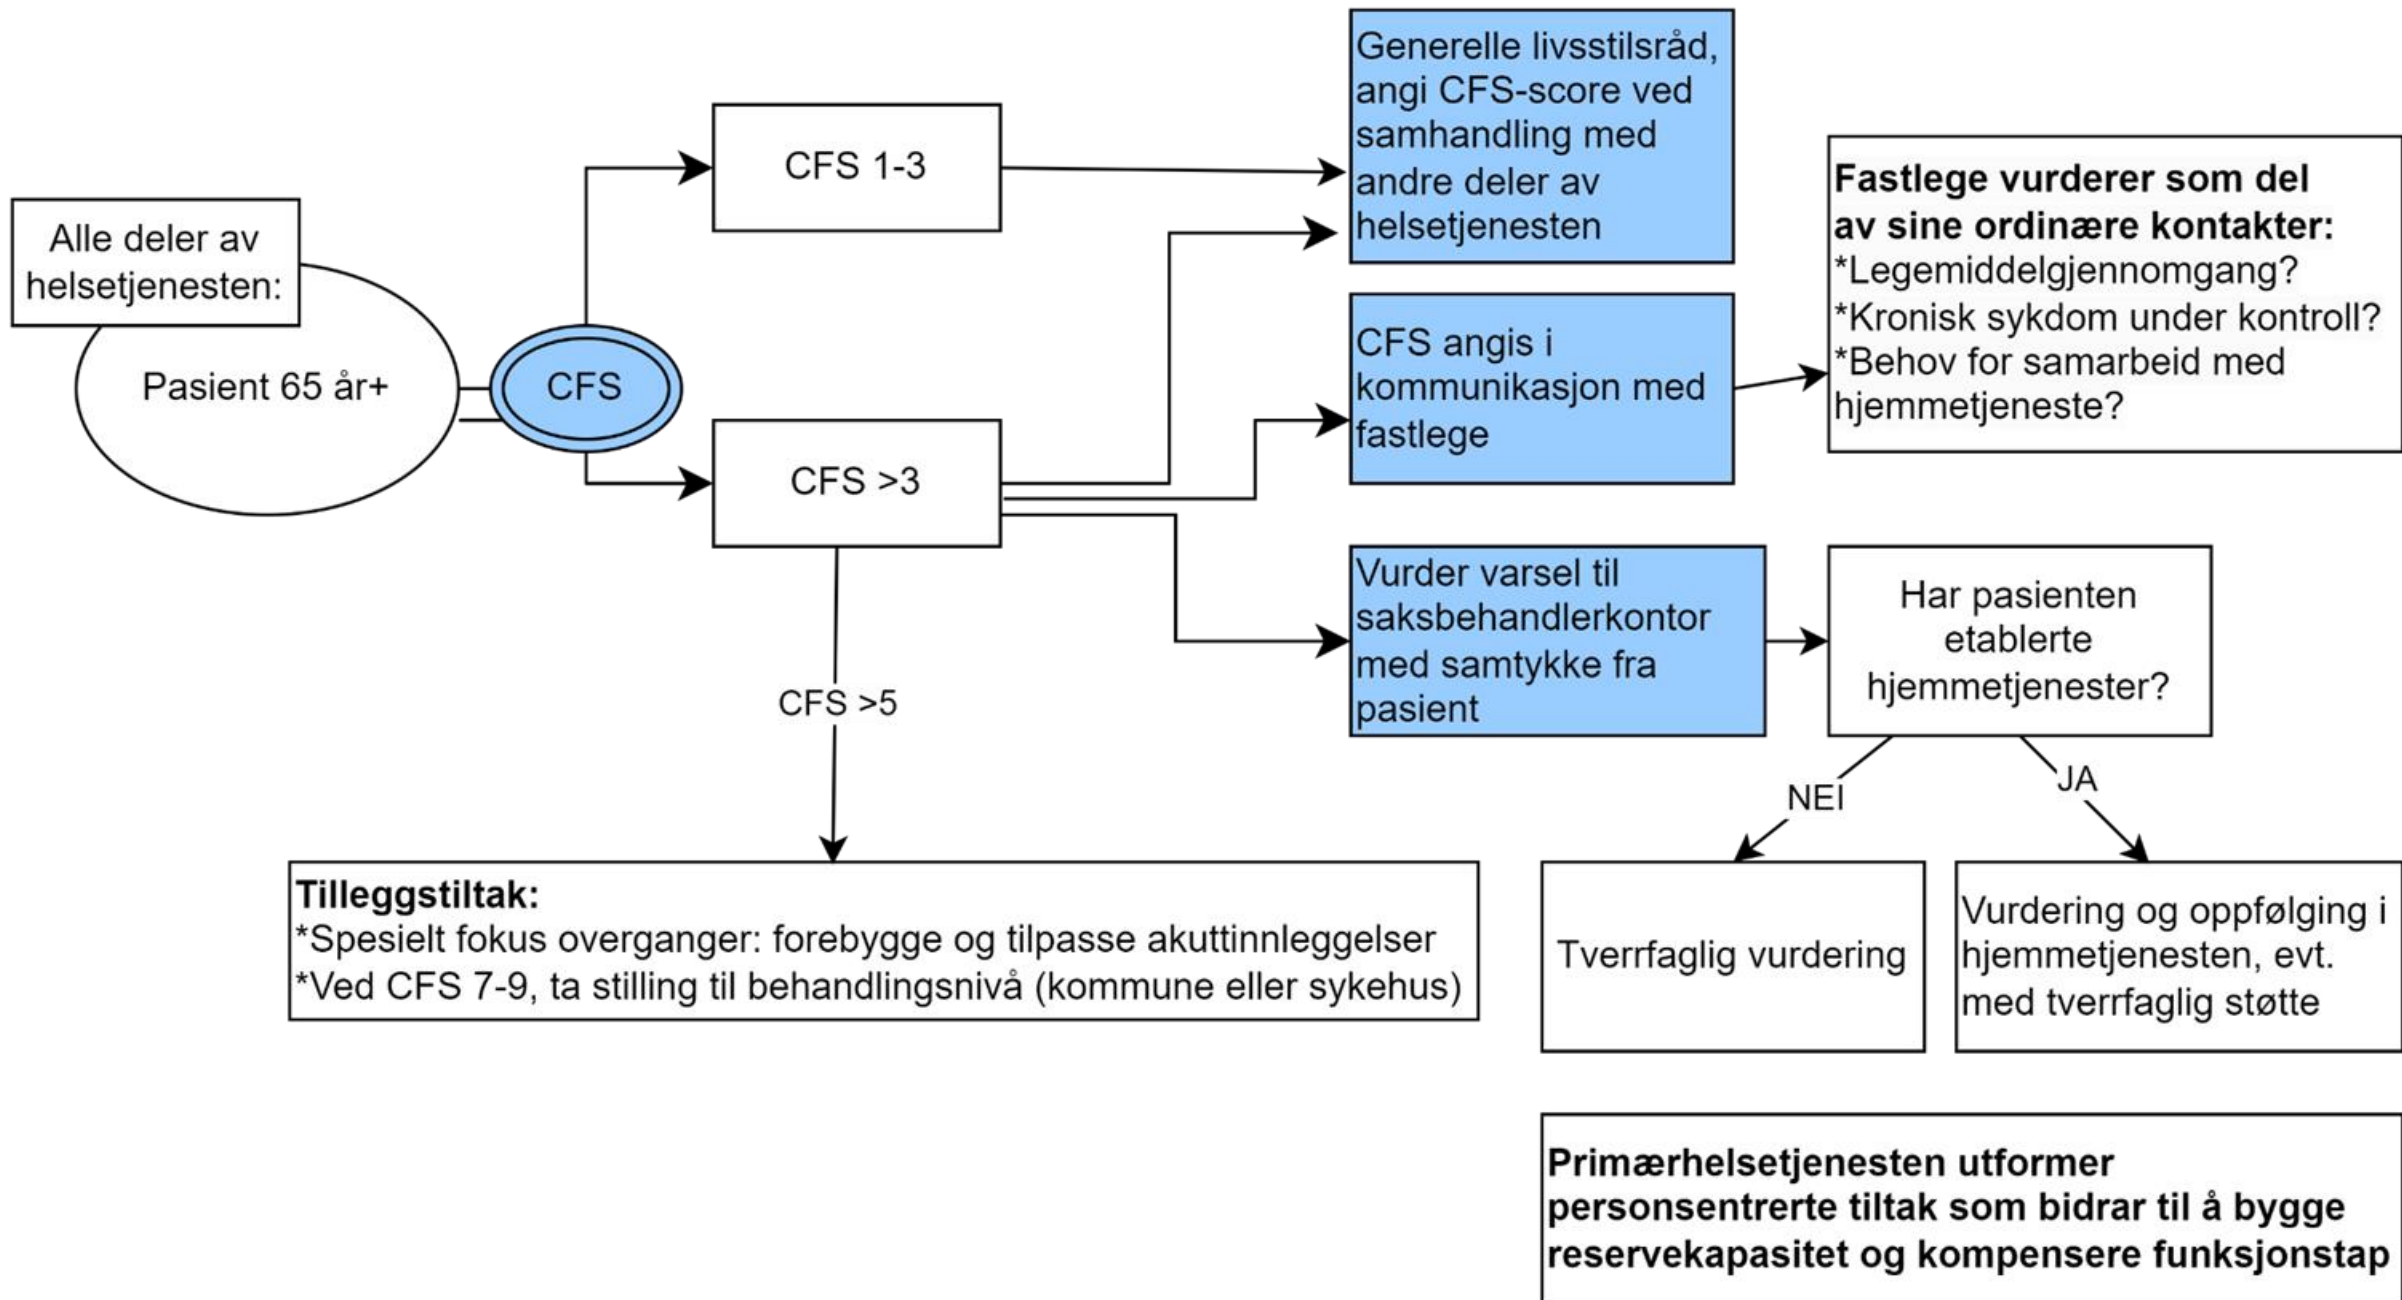 Alle deler av
helsetjenesten:
Pasient 65 år+
CFS
CFS 1-3
CFS >3
CFS >5
Generelle livsstilsråd,
angi CFS-score ved
samhandling med
andre deler av
helsetjenesten
CFS angis i
kommunikasjon med
fastlege
Fastlege vurderer som del
av sine ordinære kontakter:
*Legemiddelgjennomgang?
*Kronisk sykdom under kontroll?
*Behov for samarbeid med
hjemmetjeneste?
Vurder varsel til
saksbehandlerkontor
med samtykke fra
pasient
Har pasienten
etablerte
hjemmetjenester?
NEI
JA
Tilleggstiltak:
*Spesielt fokus overganger: forebygge og tilpasse akuttinnleggelser
*Ved CFS 7-9, ta stilling til behandlingsnivå (kommune eller sykehus)
Tverrfaglig vurdering
Vurdering og oppfølging i
hjemmetjenesten, evt.
med tverrfaglig støtte
Primærhelsetjenesten utformer
personsentrerte tiltak som bidrar til å bygge
reservekapasitet og kompensere funksjonstap